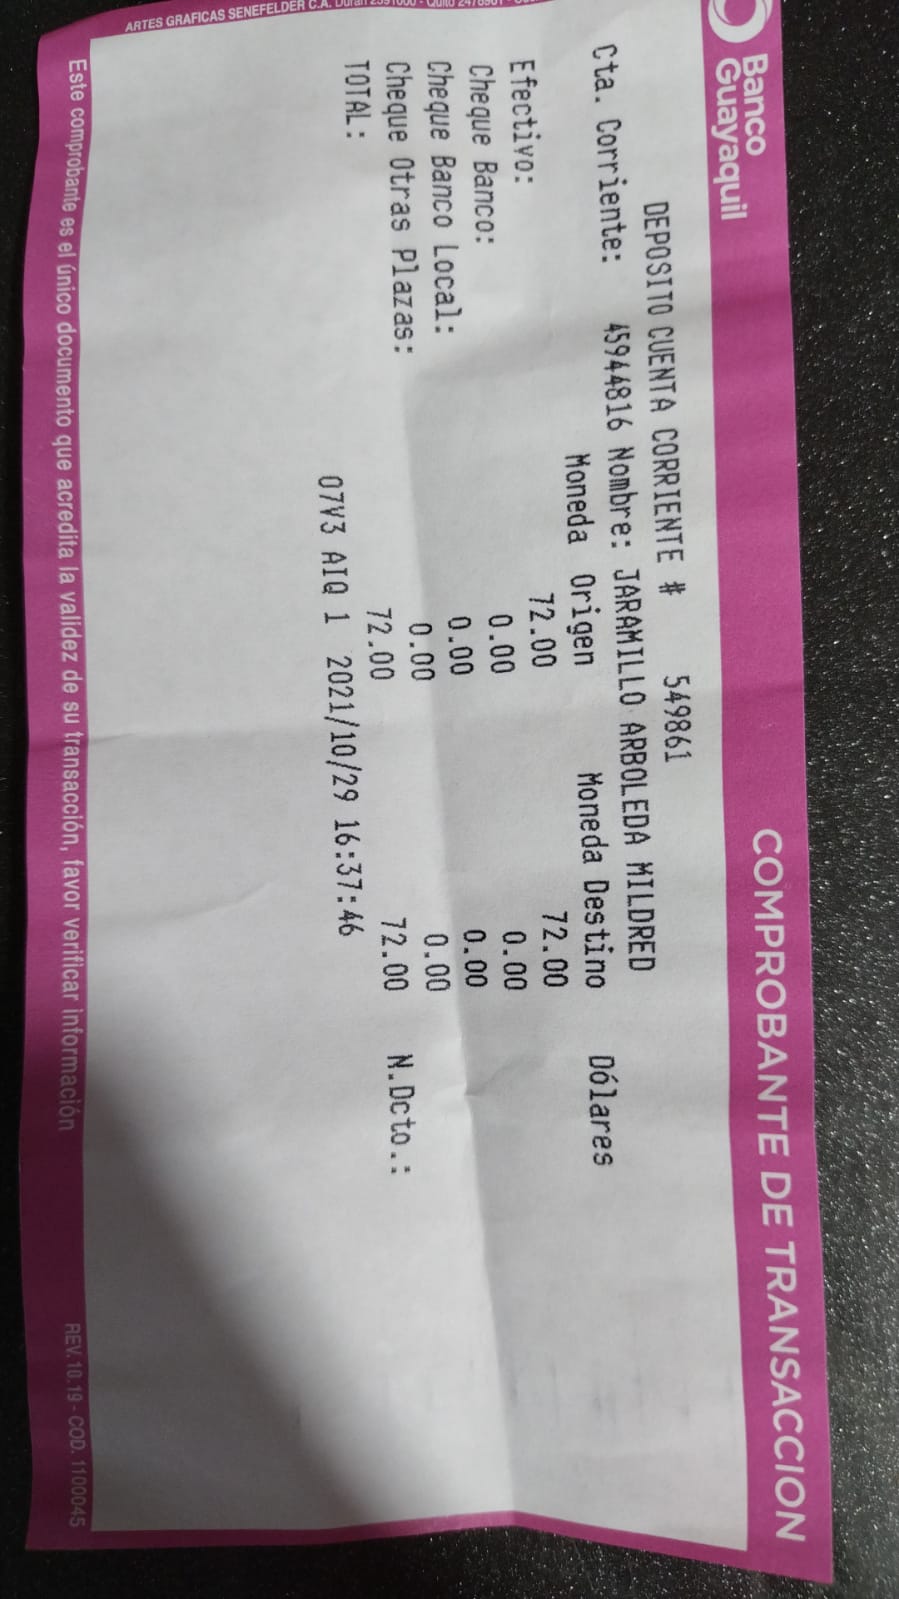 Banco
Guayaquil
COMPROBANTE DE TRANSACCION
DEPOSITO CUENTA CORRIENTE # 549861
Cta. Corriente: 45944816 Nombre: JARAMILLO ARBOLEDA MILDRED
Moneda Origen Moneda Destino Dólares
Efectivo: 72.00 72.00
Cheque Banco: 0.00 0.00
Cheque Banco Local: 0.00 0.00
Cheque Otras Plazas: 0.00 0.00
TOTAL: 72.00 72.00 N.Dcto.:
07V3 AIQ 1 2021/10/29 16:37:46
Este comprobante es el único documento que acredita la validez de su transacción, favor verificar información
REV. 10.19 - COD. 1100045
ARTES GRAFICAS SENEFELDER C.A.